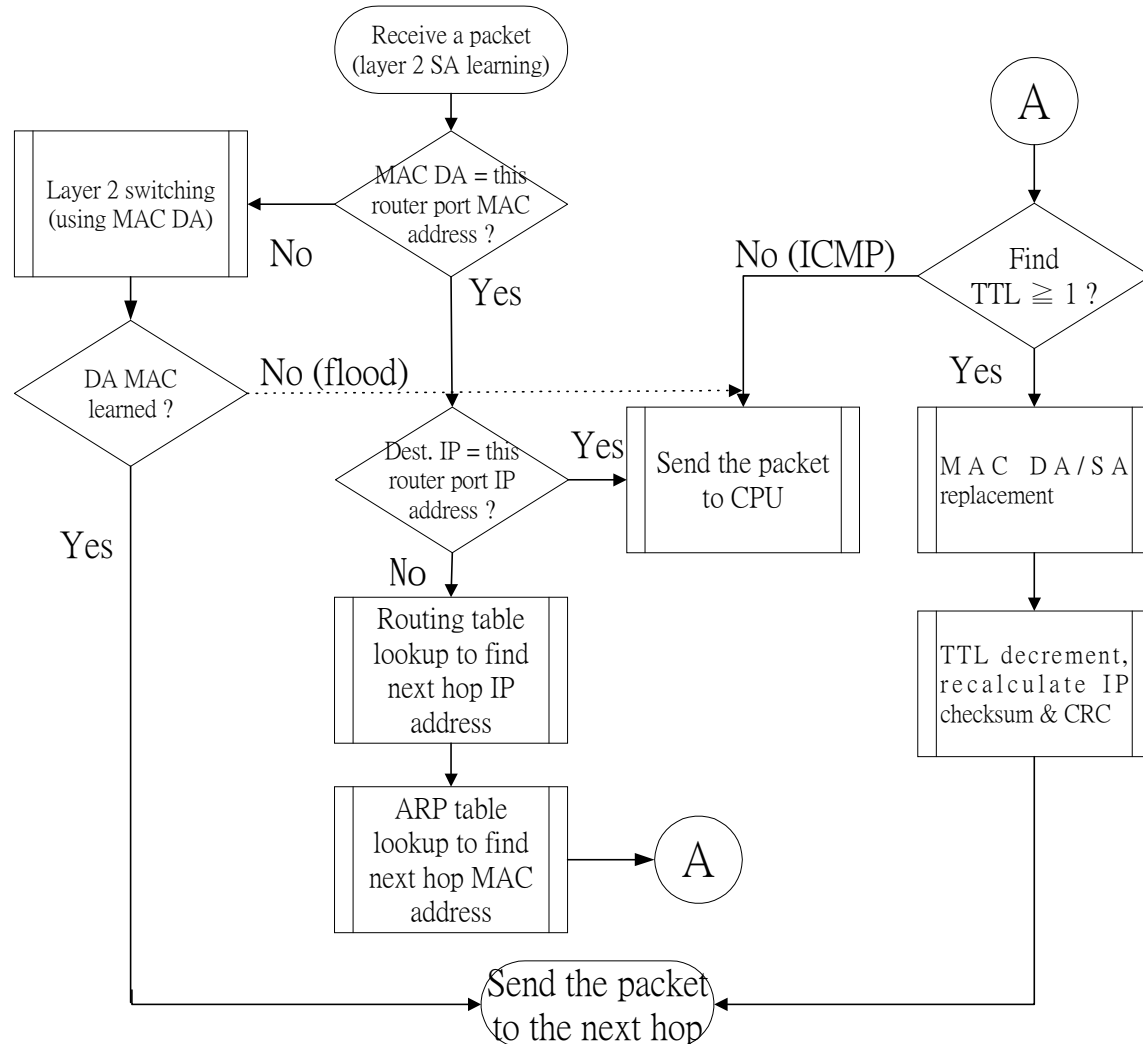 Receive a packet
(layer 2 SA learning)
A
MAC DA = this
router port MAC
address ?
Layer 2 switching
(using MAC DA)
No
Yes
No (ICMP)
Find
TTL ≧ 1 ?
DA MAC
learned ?
No (flood)
Yes
Dest. IP = this
router port IP
address ?
Yes
Send the packet
to CPU
MAC DA/SA
replacement
Yes
No
Routing table
lookup to find
next hop IP
address
TTL decrement,
recalculate IP
checksum & CRC
ARP table
lookup to find
next hop MAC
address
A
Send the packet
to the next hop